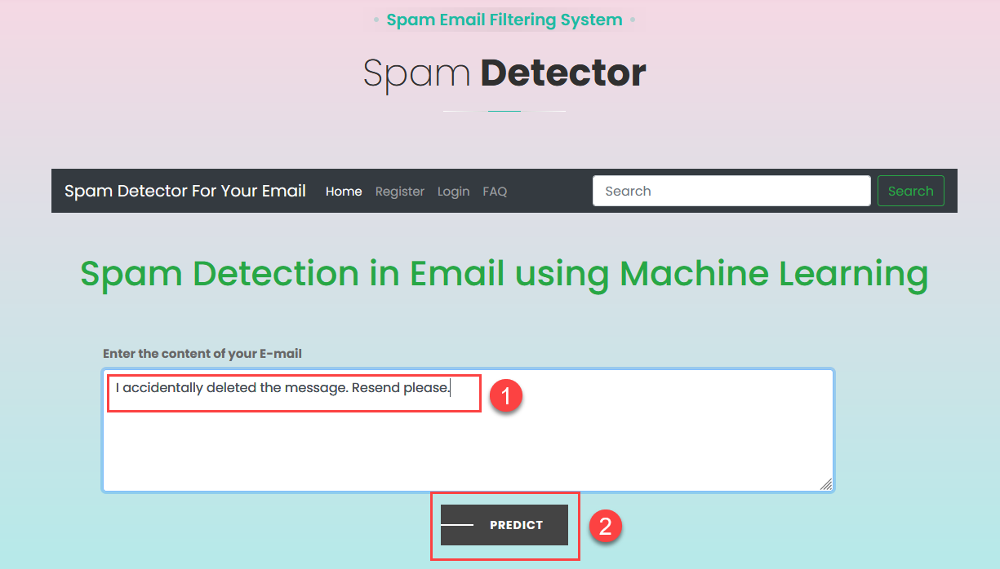 Spam Email Filtering System
Spam Detector
Spam Detector For Your Email Home Register Login FAQ Search Search
Spam Detection in Email using Machine Learning
Enter the content of your E-mail
I accidentally deleted the message. Resend please.
1
PREDICT
2